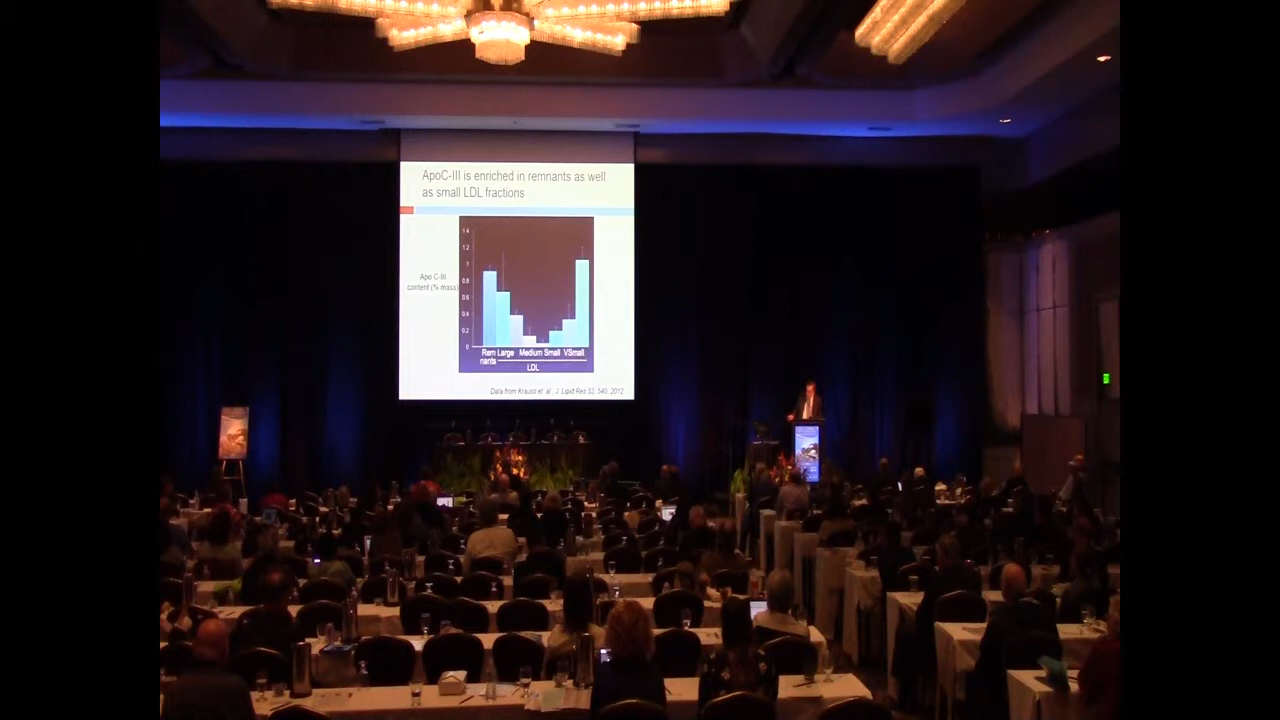 ApoC-III is enriched in remnants as well
as small LDL fractions
1.4
1.2
1
0.8
0.6
0.4
0.2
0
Apo C-III
content (% mass)
Rem Large Medium Small VSmall
nants
LDL
Data from Krauss et. al., J. Lipid Res 53, 540, 2012